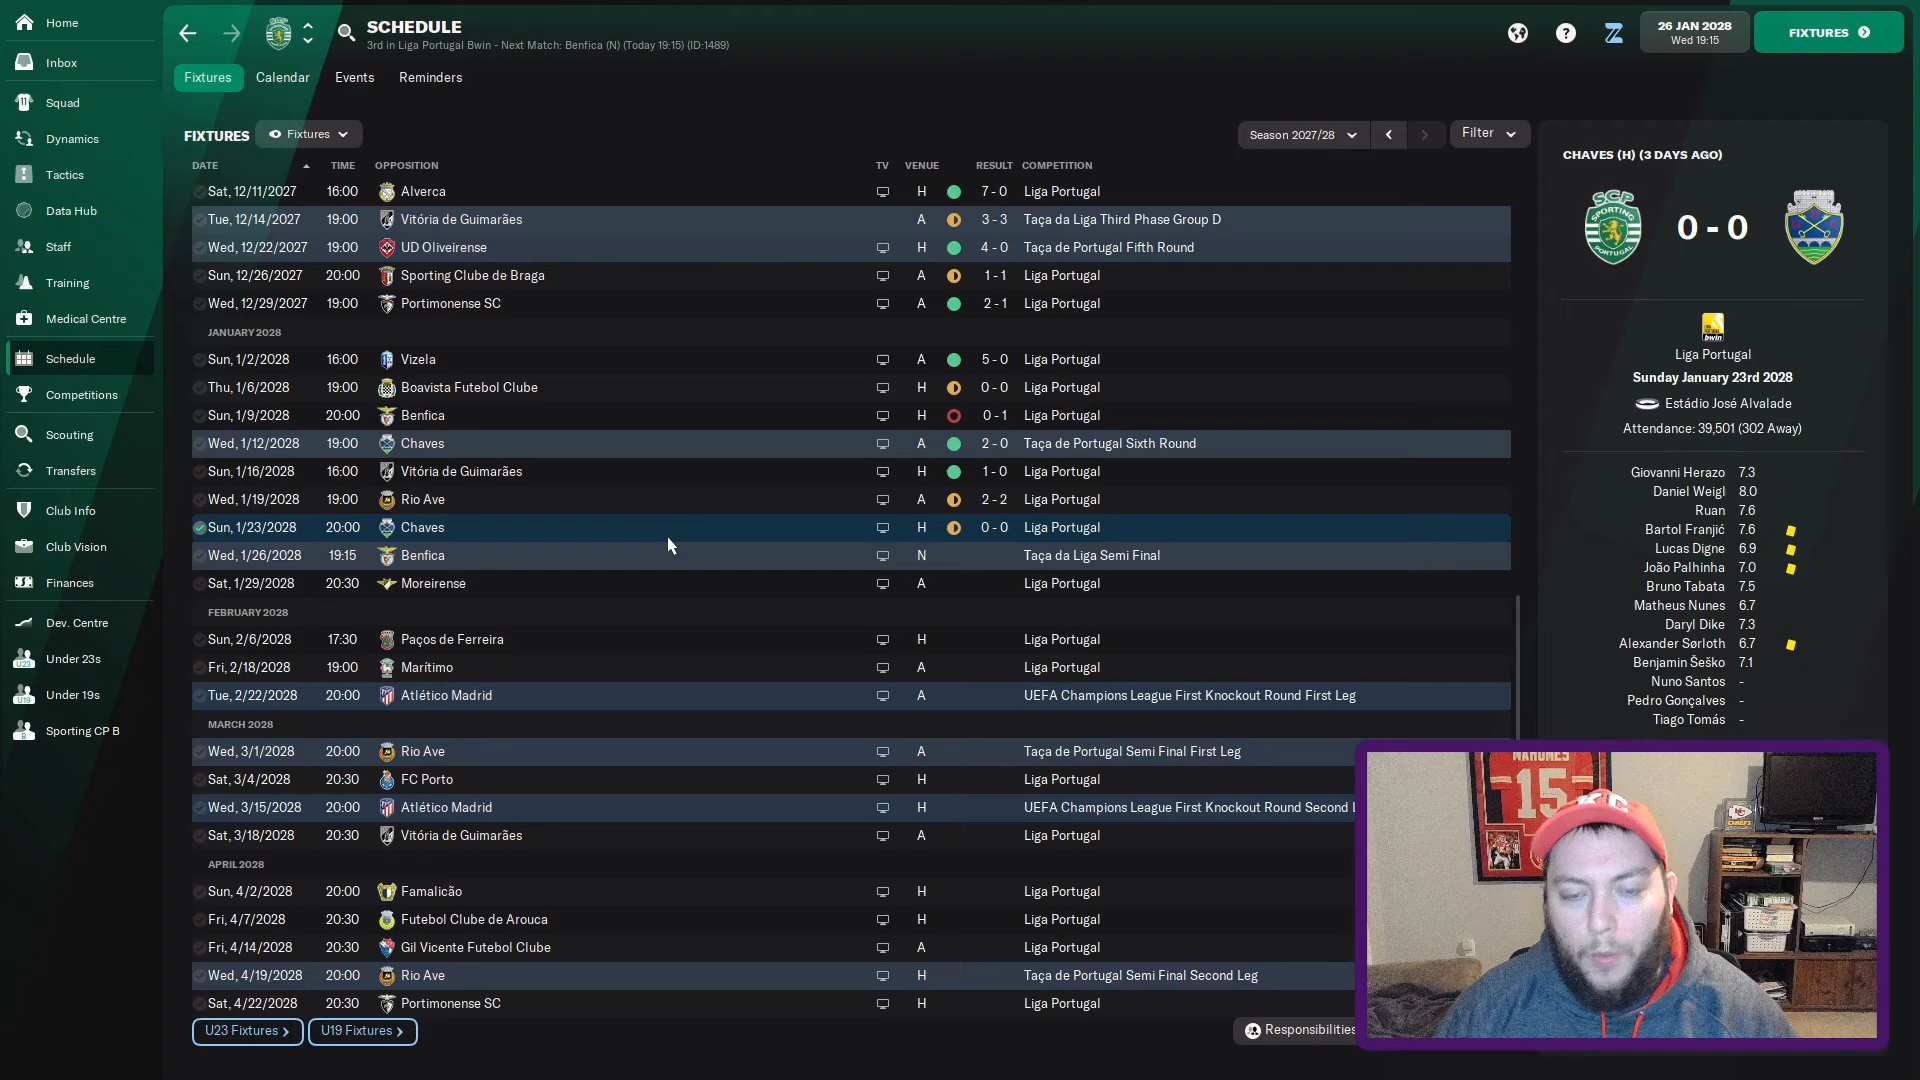 Home
Inbox
Squad
Dynamics
Tactics
Data Hub
Staff
Training
Medical Centre
Schedule
Competitions
Scouting
Transfers
Club Info
Club Vision
Finances
Dev. Centre
Under 23s
Under 19s
Sporting CP B
SCHEDULE
3rd in Liga Portugal Bwin - Next Match: Benfica (N) (Today 19:15) (ID:1489)
26 JAN 2028
Wed 19:15
FIXTURES
Fixtures Calendar Events Reminders
FIXTURES Fixtures Season 2027/28 Filter
DATE TIME OPPOSITION TV VENUE RESULT COMPETITION
Sat, 12/11/2027 16:00 Alverca H 7 - 0 Liga Portugal
Tue, 12/14/2027 19:00 Vitória de Guimarães A 3 - 3 Taça da Liga Third Phase Group D
Wed, 12/22/2027 19:00 UD Oliveirense H 4 - 0 Taça de Portugal Fifth Round
Sun, 12/26/2027 20:00 Sporting Clube de Braga A 1 - 1 Liga Portugal
Wed, 12/29/2027 19:00 Portimonense SC A 2 - 1 Liga Portugal
JANUARY 2028
Sun, 1/2/2028 16:00 Vizela A 5 - 0 Liga Portugal
Thu, 1/6/2028 19:00 Boavista Futebol Clube H 0 - 0 Liga Portugal
Sun, 1/9/2028 20:00 Benfica H 0 - 1 Liga Portugal
Wed, 1/12/2028 19:00 Chaves A 2 - 0 Taça de Portugal Sixth Round
Sun, 1/16/2028 16:00 Vitória de Guimarães H 1 - 0 Liga Portugal
Wed, 1/19/2028 19:00 Rio Ave A 2 - 2 Liga Portugal
Sun, 1/23/2028 20:00 Chaves H 0 - 0 Liga Portugal
Wed, 1/26/2028 19:15 Benfica N Taça da Liga Semi Final
Sat, 1/29/2028 20:30 Moreirense A Liga Portugal
FEBRUARY 2028
Sun, 2/6/2028 17:30 Paços de Ferreira H Liga Portugal
Fri, 2/18/2028 19:00 Marítimo A Liga Portugal
Tue, 2/22/2028 20:00 Atlético Madrid A UEFA Champions League First Knockout Round First Leg
MARCH 2028
Wed, 3/1/2028 20:00 Rio Ave A Taça de Portugal Semi Final First Leg
Sat, 3/4/2028 20:30 FC Porto H Liga Portugal
Wed, 3/15/2028 20:00 Atlético Madrid H UEFA Champions League First Knockout Round Second L
Sat, 3/18/2028 20:30 Vitória de Guimarães A Liga Portugal
APRIL 2028
Sun, 4/2/2028 20:00 Famalicão H Liga Portugal
Fri, 4/7/2028 20:30 Futebol Clube de Arouca H Liga Portugal
Fri, 4/14/2028 20:30 Gil Vicente Futebol Clube A Liga Portugal
Wed, 4/19/2028 20:00 Rio Ave H Taça de Portugal Semi Final Second Leg
Sat, 4/22/2028 20:30 Portimonense SC H Liga Portugal
U23 Fixtures U19 Fixtures Responsibilities
CHAVES (H) (3 DAYS AGO)
SCP
SPORTING
PORTUGAL
0 - 0
bwin
Liga Portugal
Sunday January 23rd 2028
Estádio José Alvalade
Attendance: 39,501 (302 Away)
Giovanni Herazo 7.3
Daniel Weigl 8.0
Ruan 7.6
Bartol Franjić 7.6
Lucas Digne 6.9
João Palhinha 7.0
Bruno Tabata 7.5
Matheus Nunes 6.7
Daryl Dike 7.3
Alexander Sørloth 6.7
Benjamin Šeško 7.1
Nuno Santos -
Pedro Gonçalves -
Tiago Tomás -
MAHOMES
15
KC
CHIEFS